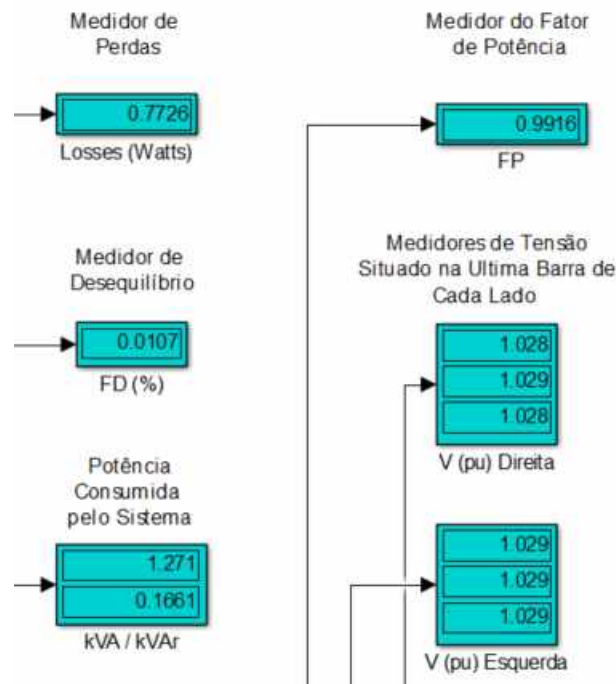 Medidor de
Perdas
0.7726
Losses (Watts)
Medidor de
Desequilíbrio
0.0107
FD (%)
Potência
Consumida
pelo Sistema
1.271
0.1661
kVA / kVAr
Medidor do Fator
de Potência
0.9916
FP
Medidores de Tensão
Situado na Ultima Barra de
Cada Lado
1.028
1.029
1.028
V (pu) Direita
1.029
1.029
1.029
V (pu) Esquerda